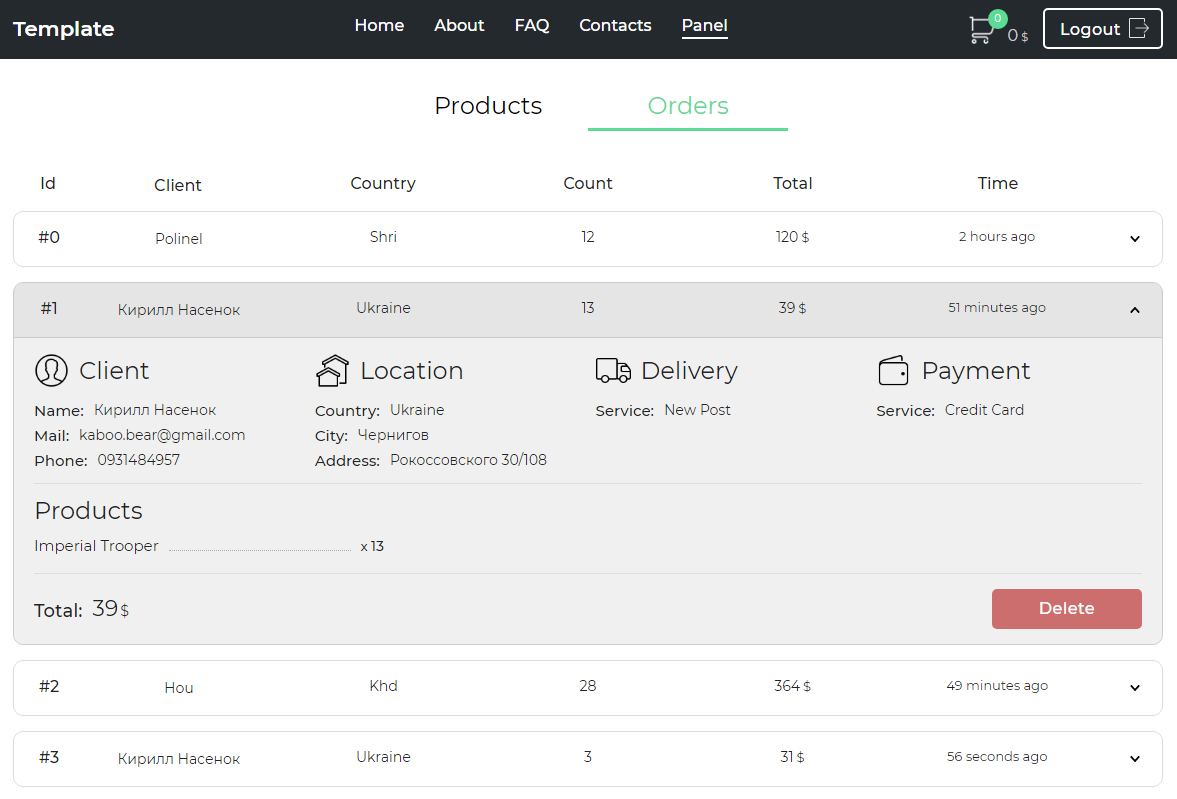 Template Home About FAQ Contacts Panel 0 0 $ Logout
Products Orders
Id Client Country Count Total Time
#0 Polinel Shri 12 120 $ 2 hours ago
#1 Кирилл Насенок Ukraine 13 39 $ 51 minutes ago
Client Location Delivery Payment
Name: Кирилл Насенок Country: Ukraine Service: New Post Service: Credit Card
Mail: kaboo.bear@gmail.com City: Чернигов
Phone: 0931484957 Address: Рокоссовского 30/108
Products
Imperial Trooper x 13
Total: 39 $ Delete
#2 Hou Khd 28 364 $ 49 minutes ago
#3 Кирилл Насенок Ukraine 3 31 $ 56 seconds ago